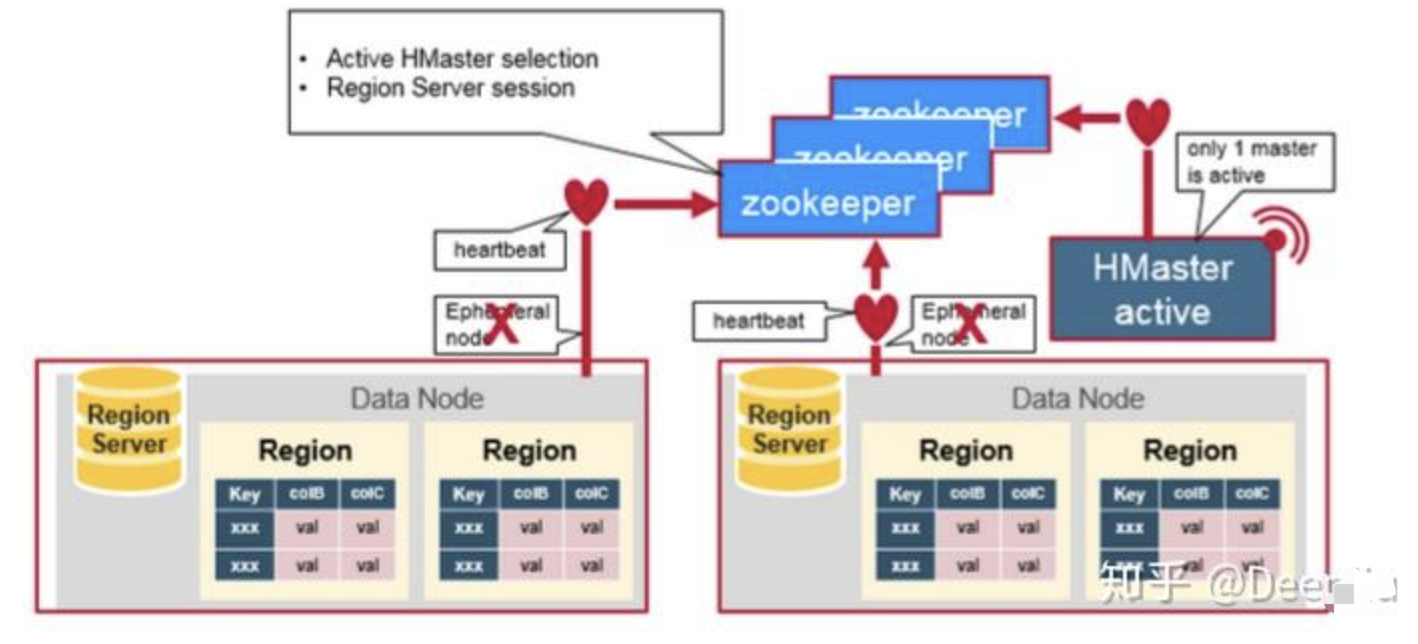 • Active HMaster selection
• Region Server session
zookeeper
zookeeper
zookeeper
only 1 master
is active
heartbeat
HMaster
active
Ephemeral
node
heartbeat
Ephemeral
node
Region
Server
Data Node
Region
Key colB colC
xxx val val
xxx val val
Region
Key colB colC
xxx val val
xxx val val
Region
Server
Data Node
Region
Key colB colC
xxx val val
xxx val val
Region
Key colB colC
xxx val val
xxx val val
知乎